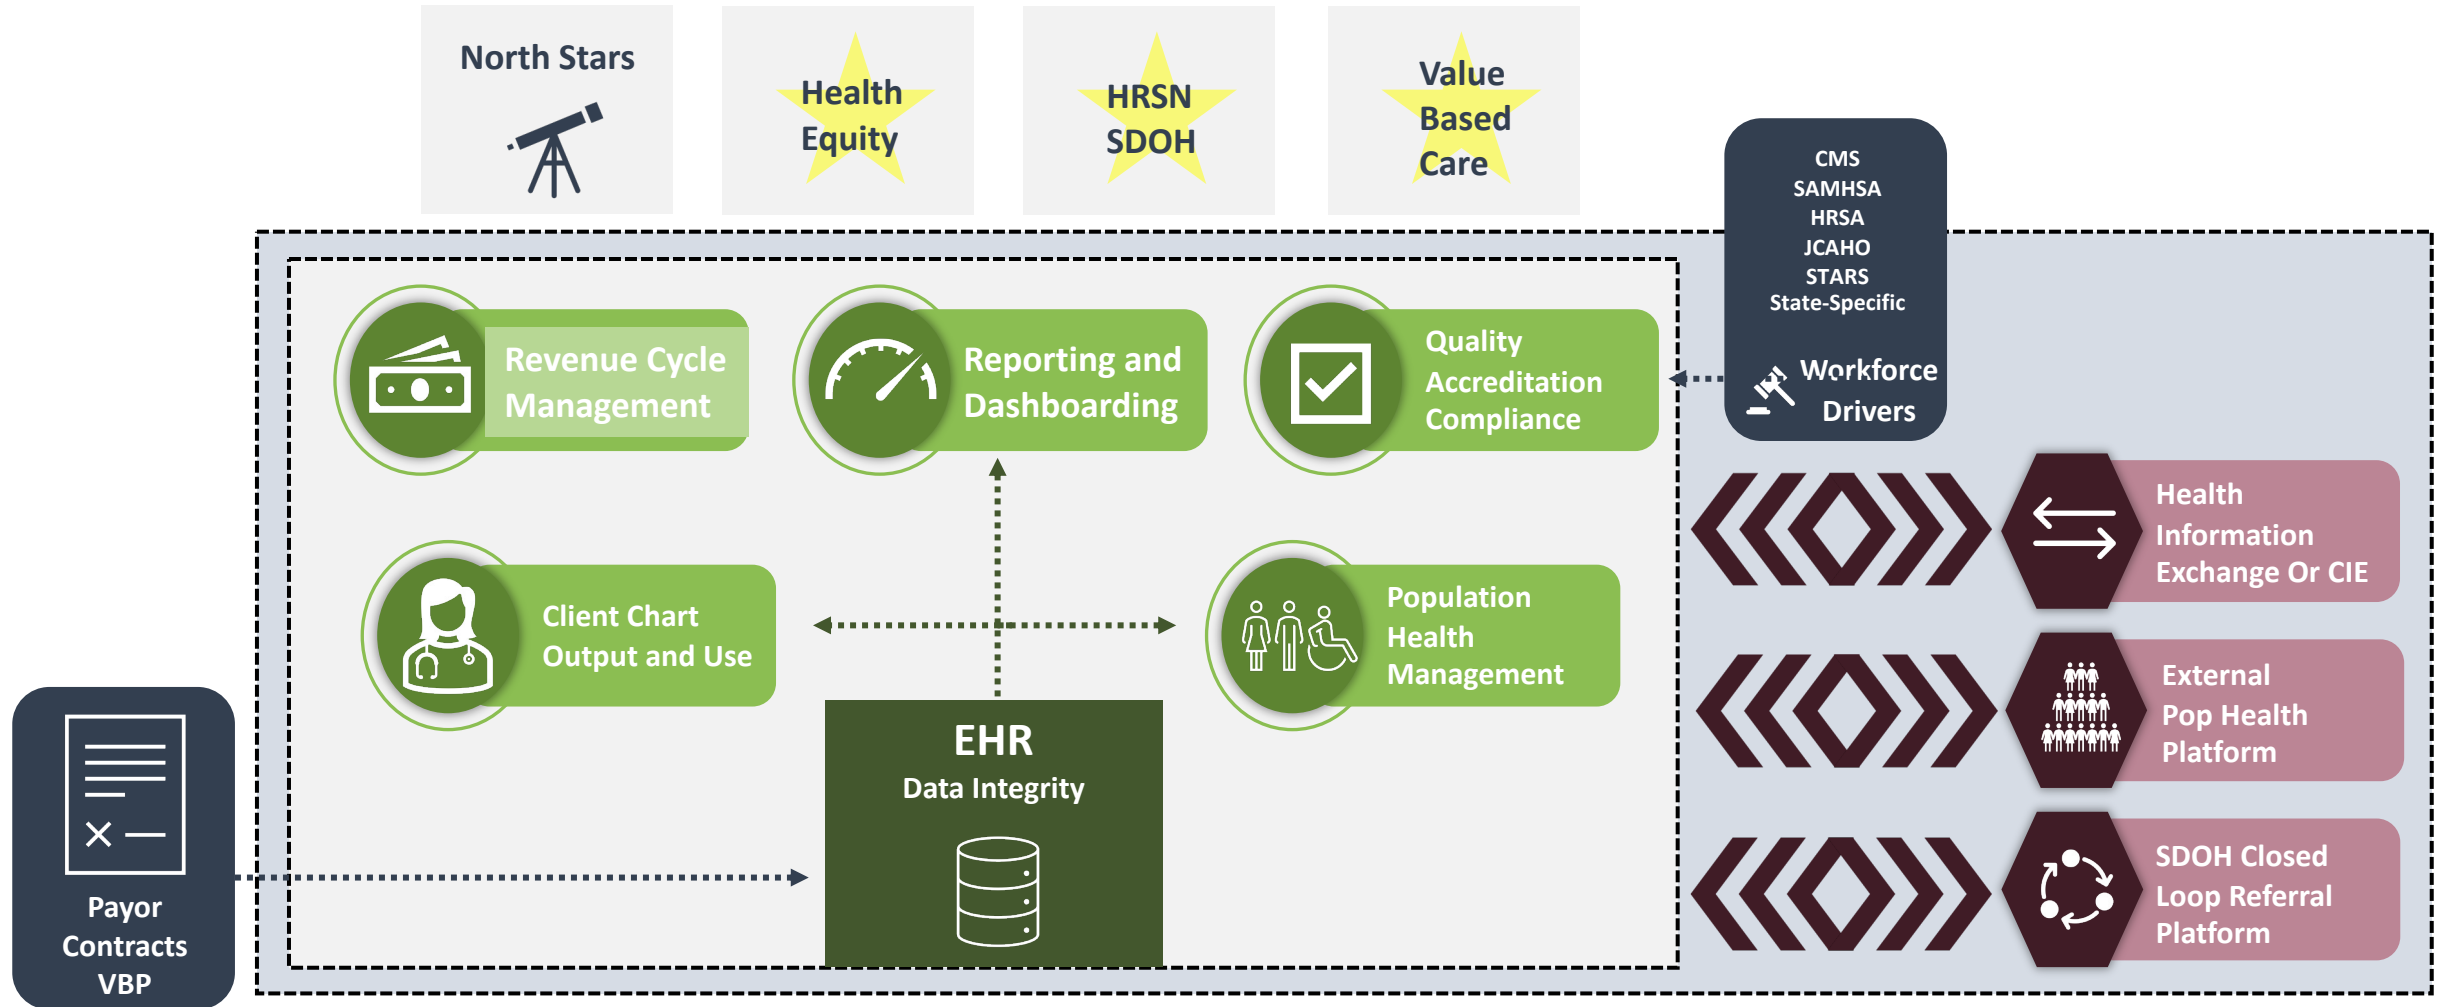 North Stars
Health
Equity
HRSN
SDOH
Value
Based
Care
CMS
SAMHSA
HRSA
JCAHO
STARS
State-Specific
Workforce
Drivers
Revenue Cycle
Management
Reporting and
Dashboarding
Quality
Accreditation
Compliance
Client Chart
Output and Use
Population
Health
Management
EHR
Data Integrity
Payor
Contracts
VBP
Health
Information
Exchange Or CIE
External
Pop Health
Platform
SDOH Closed
Loop Referral
Platform